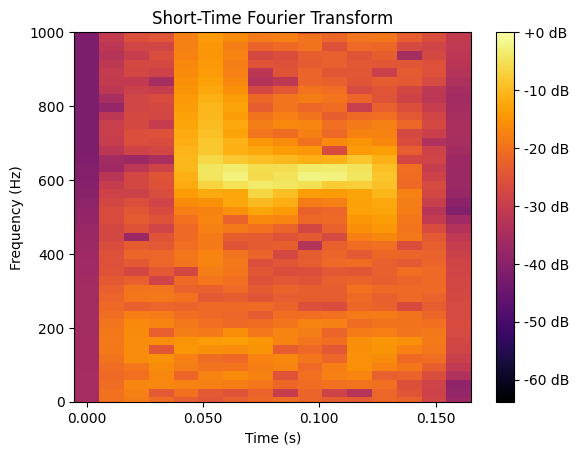 Short-Time Fourier Transform
1000
800
600
400
200
0
Frequency (Hz)
0.000
0.050
0.100
0.150
Time (s)
+0 dB
-10 dB
-20 dB
-30 dB
-40 dB
-50 dB
-60 dB